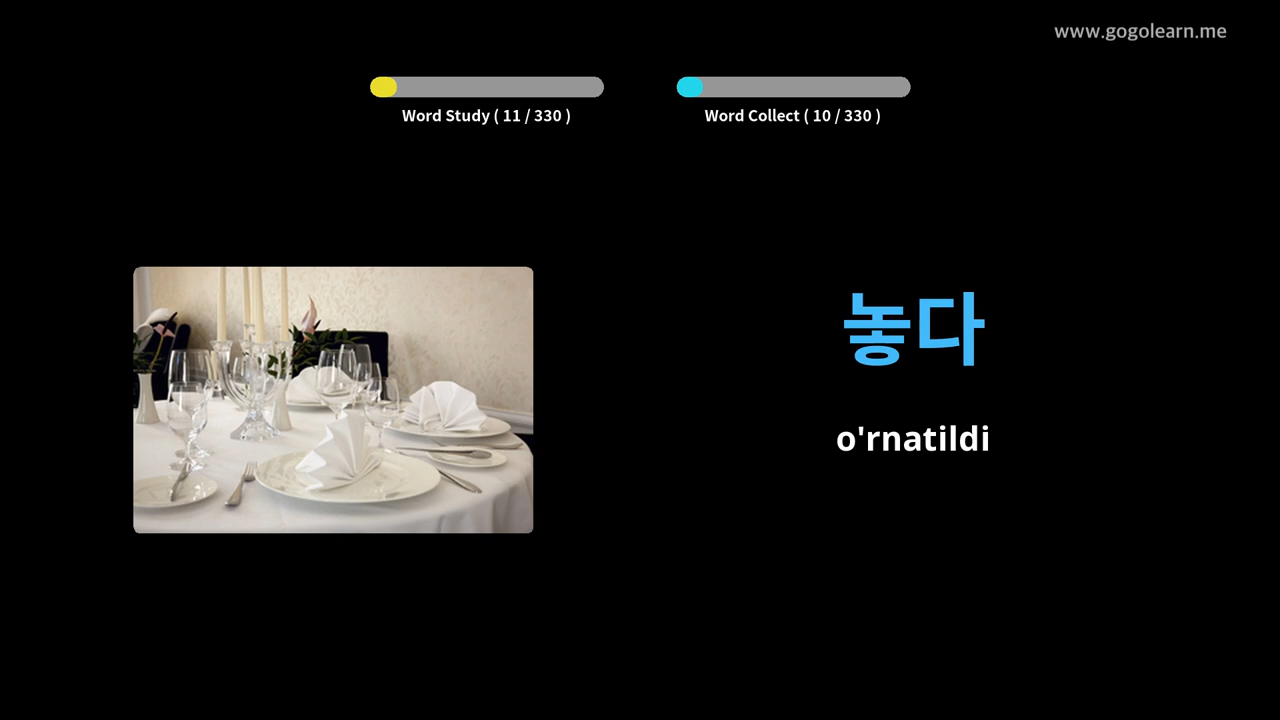 www.gogolearn.me
Word Study ( 11 / 330 )
Word Collect ( 10 / 330 )
놓다
o'rnatildi